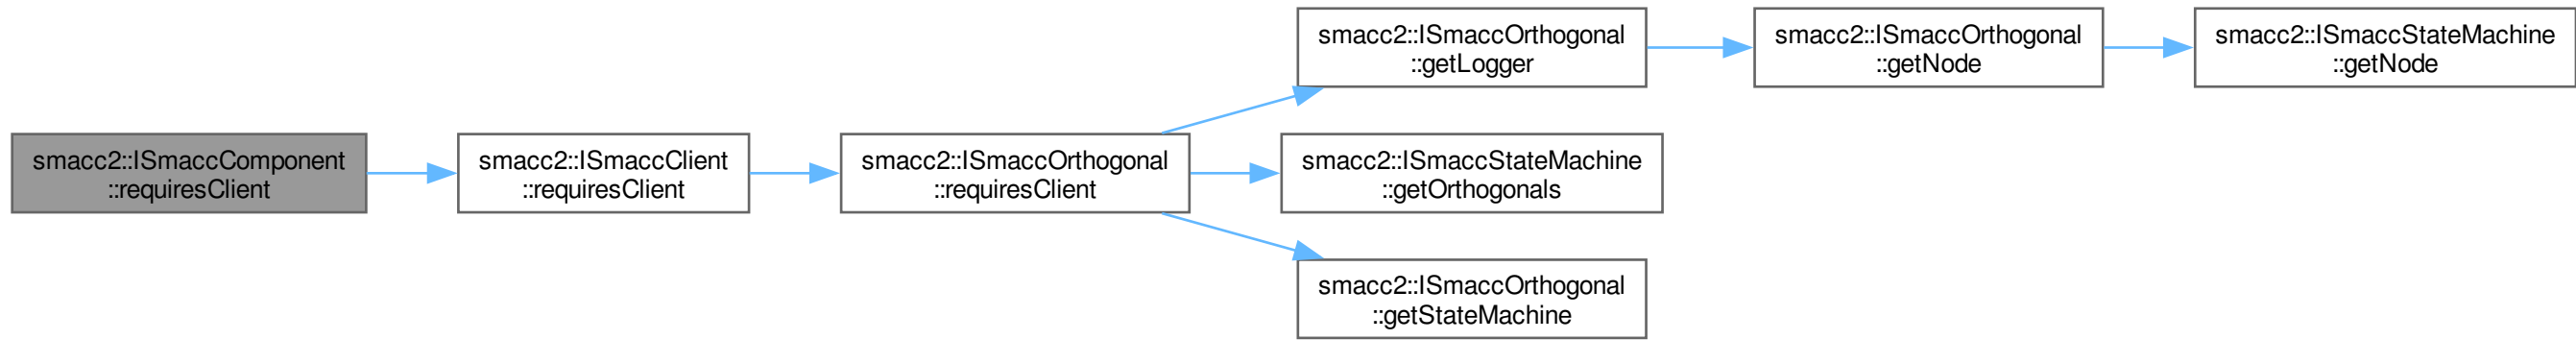 smacc2::ISmaccComponent
::requiresClient
smacc2::ISmaccClient
::requiresClient
smacc2::ISmaccOrthogonal
::requiresClient
smacc2::ISmaccOrthogonal
::getLogger
smacc2::ISmaccOrthogonal
::getNode
smacc2::ISmaccStateMachine
::getNode
smacc2::ISmaccStateMachine
::getOrthogonals
smacc2::ISmaccOrthogonal
::getStateMachine